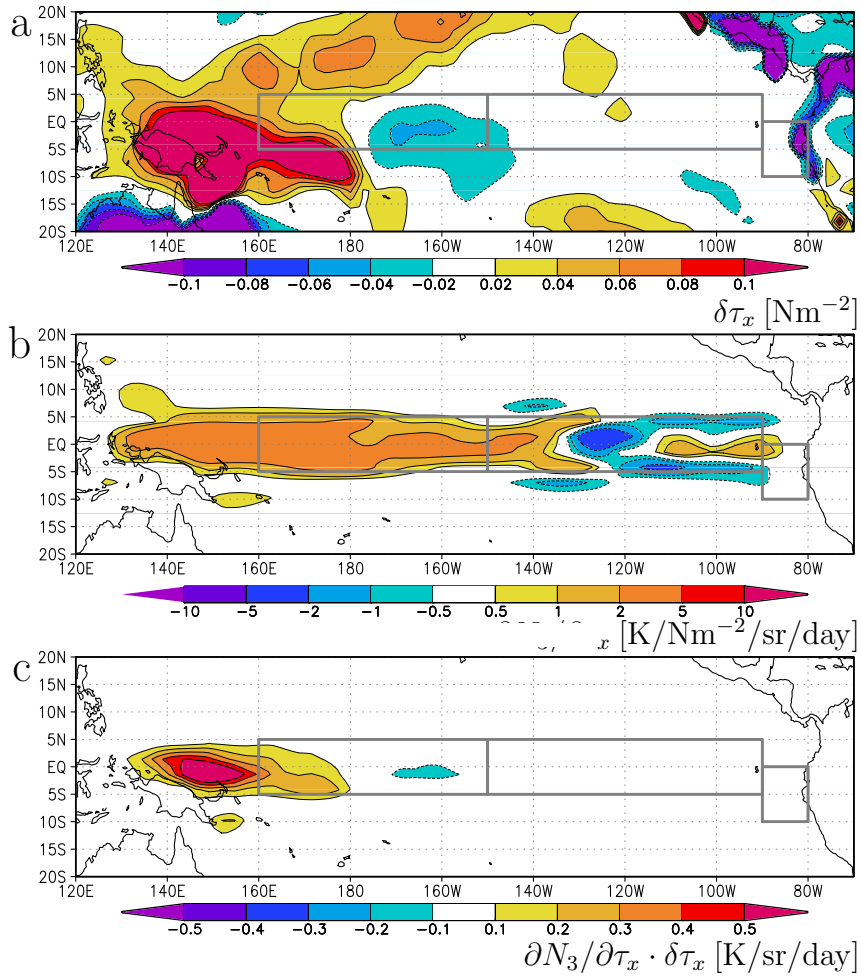 a
20N
15N
10N
5N
EQ
5S
10S
15S
20S
120E 140E 160E 180 160W 140W 120W 100W 80W
-0.1 -0.08 -0.06 -0.04 -0.02 0.02 0.04 0.06 0.08 0.1
δτₓ [Nm⁻²]
b
20N
15N
10N
5N
EQ
5S
10S
15S
20S
120E 140E 160E 180 160W 140W 120W 100W 80W
-10 -5 -2 -1 -0.5 0.5 1 2 5 10
x [K/Nm⁻²/sr/day]
c
20N
15N
10N
5N
EQ
5S
10S
15S
20S
120E 140E 160E 180 160W 140W 120W 100W 80W
-0.5 -0.4 -0.3 -0.2 -0.1 0.1 0.2 0.3 0.4 0.5
∂N₃/∂τₓ · δτₓ [K/sr/day]